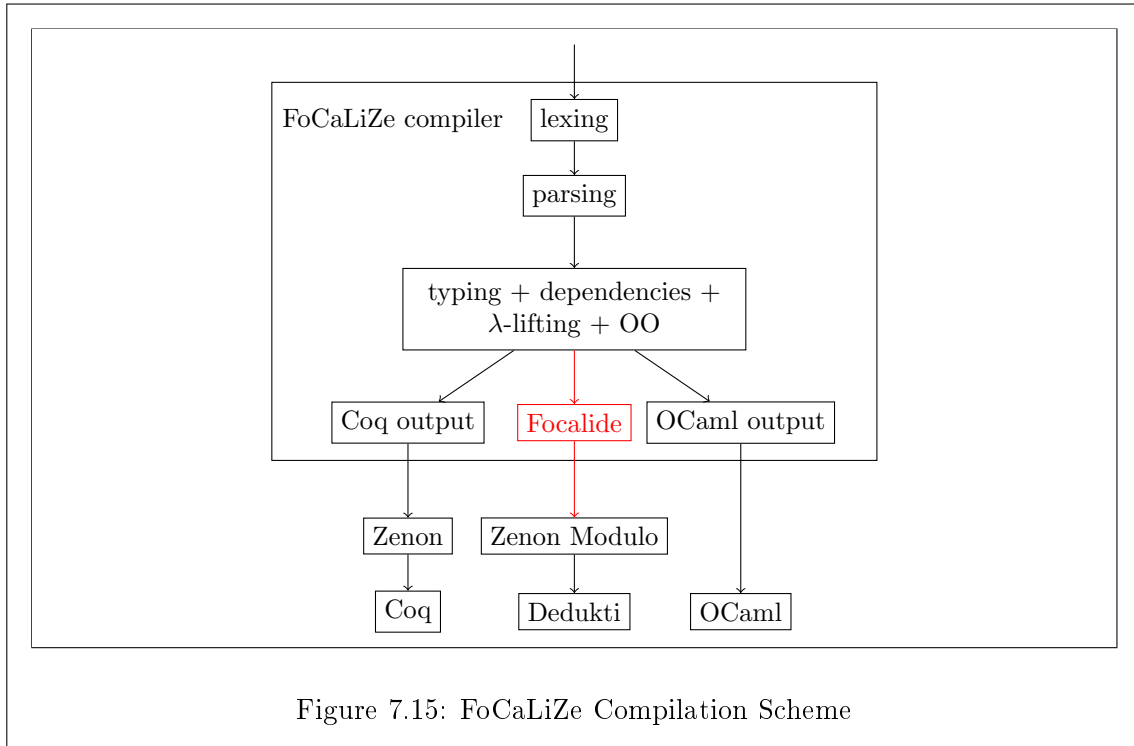 FoCaLiZe compiler
lexing
parsing
typing + dependencies +
λ-lifting + OO
Coq output
Focalide
OCaml output
Zenon
Zenon Modulo
Coq
Dedukti
OCaml
Figure 7.15: FoCaLiZe Compilation Scheme